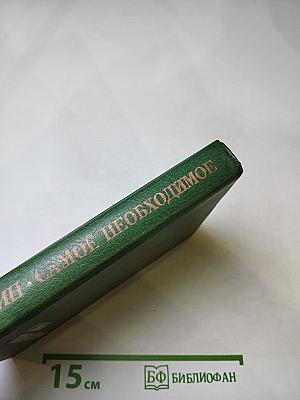 ИН · САМОЕ НЕОБХОДИМОЕ
15 см
БФ БИБЛИОФАН